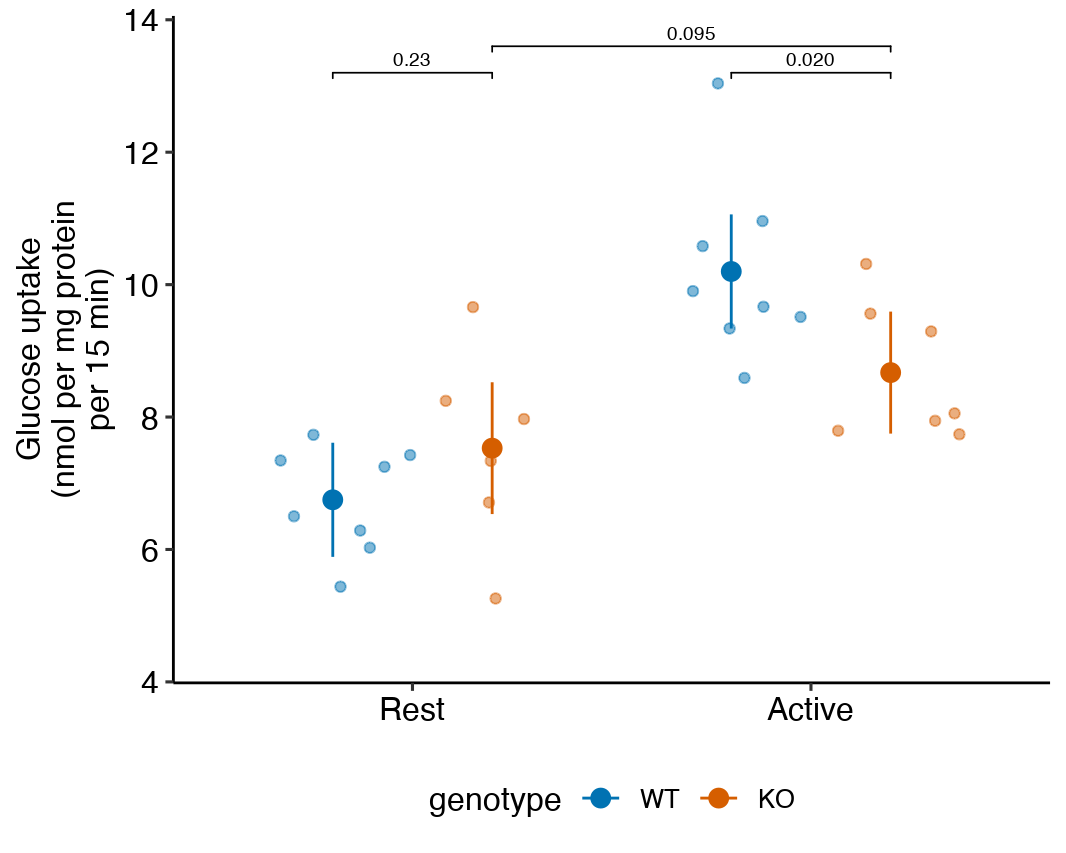 14
0.095
0.23
0.020
12
10
8
6
4
Glucose uptake
(nmol per mg protein
per 15 min)
Rest
Active
genotype
WT
KO